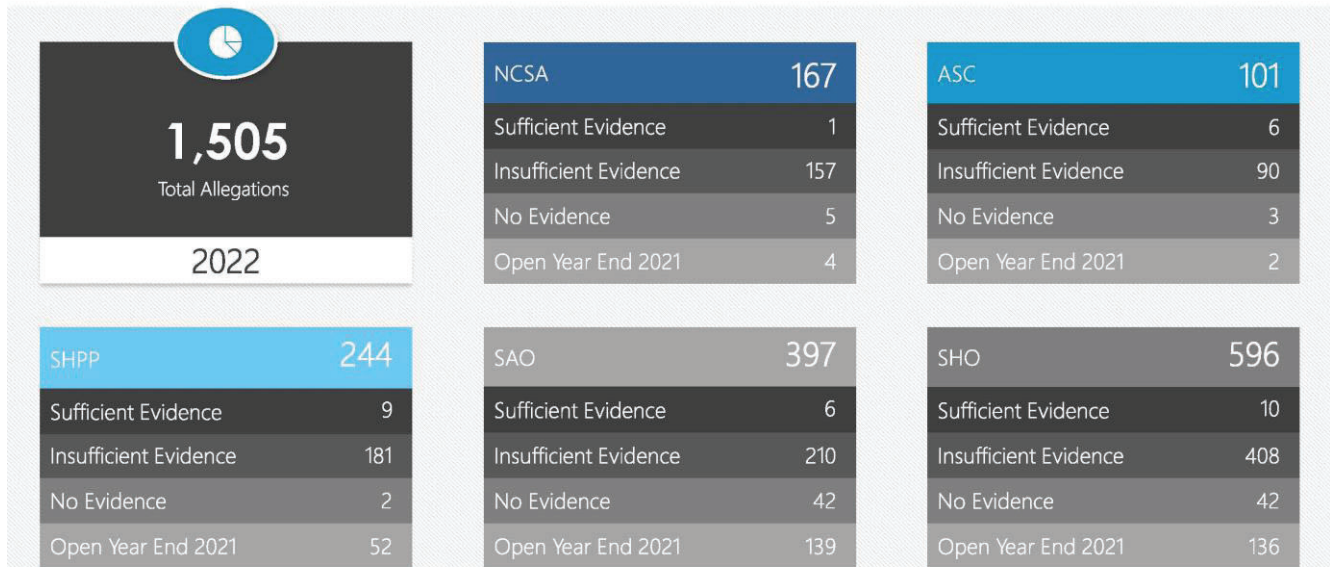 1,505
Total Allegations
2022
NCSA 167
Sufficient Evidence 1
Insufficient Evidence 157
No Evidence 5
Open Year End 2021 4
ASC 101
Sufficient Evidence 6
Insufficient Evidence 90
No Evidence 3
Open Year End 2021 2
SHPP 244
Sufficient Evidence 9
Insufficient Evidence 181
No Evidence 2
Open Year End 2021 52
SAO 397
Sufficient Evidence 6
Insufficient Evidence 210
No Evidence 42
Open Year End 2021 139
SHO 596
Sufficient Evidence 10
Insufficient Evidence 408
No Evidence 42
Open Year End 2021 136